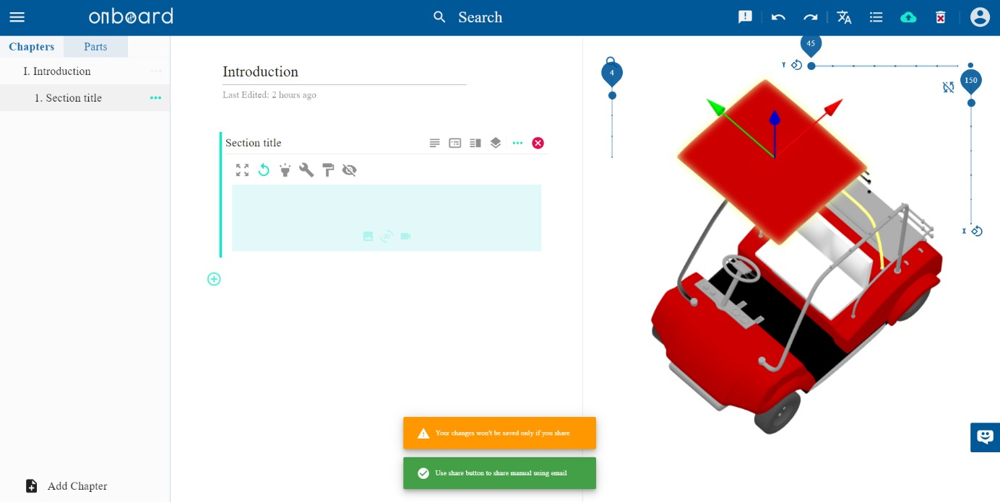 onboard
Search
Chapters
Parts
I. Introduction
1. Section title
Add Chapter
Introduction
Last Edited: 2 hours ago
Section title
Your changes won't be saved only if you share
Use share button to share manual using email
4
45
Y
150
X